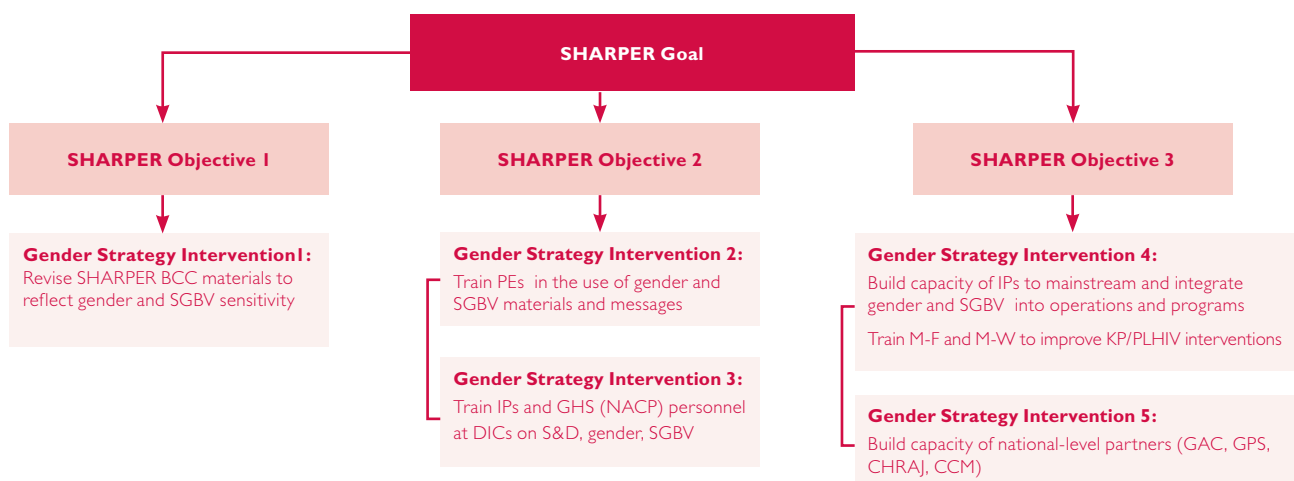 SHARPER Goal
SHARPER Objective 1
SHARPER Objective 2
SHARPER Objective 3
Gender Strategy Intervention1:
Revise SHARPER BCC materials to
reflect gender and SGBV sensitivity
Gender Strategy Intervention 2:
Train PEs in the use of gender and
SGBV materials and messages
Gender Strategy Intervention 3:
Train IPs and GHS (NACP) personnel
at DICs on S&D, gender, SGBV
Gender Strategy Intervention 4:
Build capacity of IPs to mainstream and integrate
gender and SGBV into operations and programs
Train M-F and M-W to improve KP/PLHIV interventions
Gender Strategy Intervention 5:
Build capacity of national-level partners (GAC, GPS,
CHRAJ, CCM)